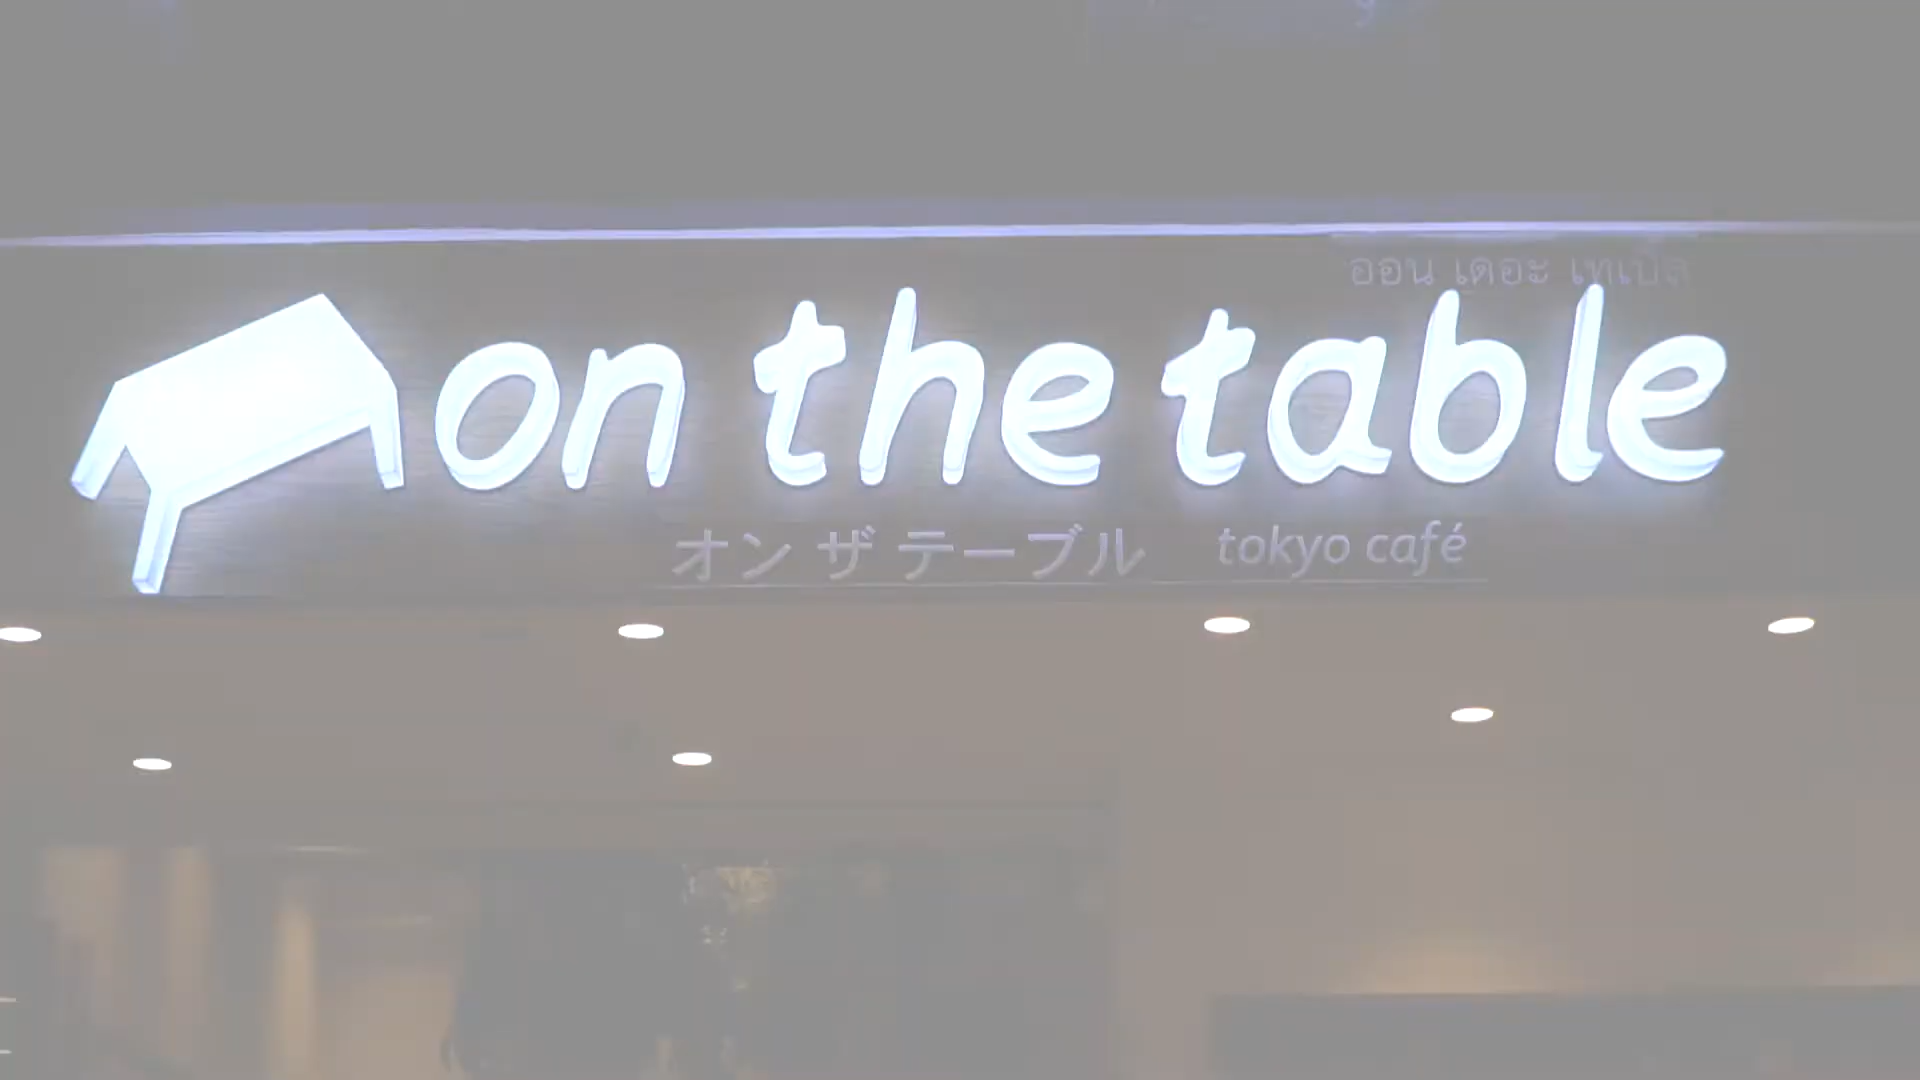 ออน เดอะ เทเบิล
on the table
オン ザ テーブル tokyo café